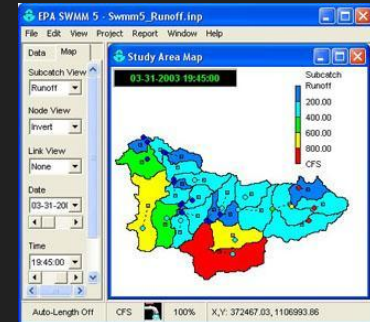 EPA SWMM 5 - Swmm5_Runoff.inp
File Edit View Project Report Window Help
Data Map
Subcatch View
Runoff
Node View
Invert
Link View
None
Date
03-31-200
Time
19:45:00
Study Area Map
03-31-2003 19:45:00
Subcatch
Runoff
200.00
400.00
600.00
800.00
CFS
Auto-Length Off CFS 100% X,Y: 372467.03, 1106993.86